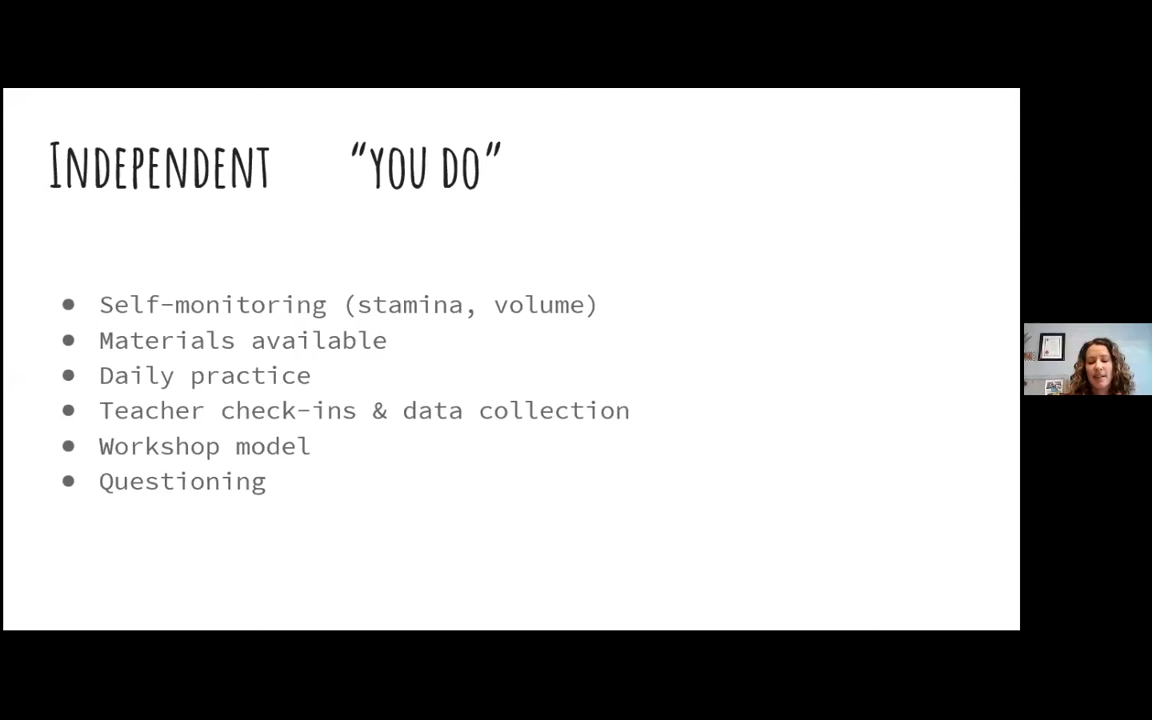 Independent “you do”
● Self-monitoring (stamina, volume)
● Materials available
● Daily practice
● Teacher check-ins & data collection
● Workshop model
● Questioning